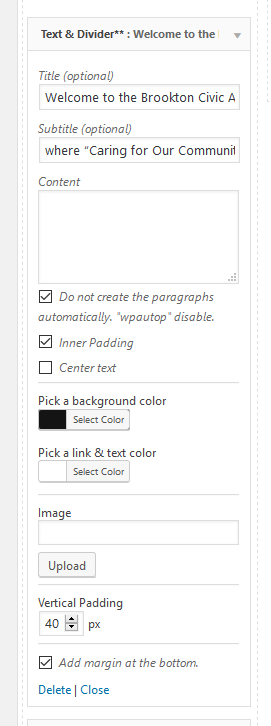 Text & Divider** : Welcome to the
Title (optional)
Welcome to the Brookton Civic A
Subtitle (optional)
where “Caring for Our Communit
Content
Do not create the paragraphs
automatically. "wpautop" disable.
Inner Padding
Center text
Pick a background color
Select Color
Pick a link & text color
Select Color
Image
Upload
Vertical Padding
40 px
Add margin at the bottom.
Delete | Close